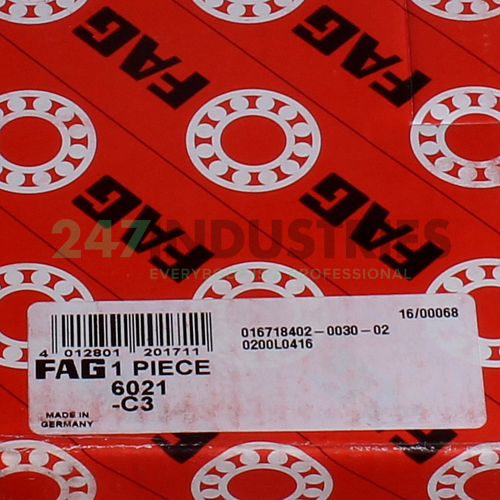 FAG
FAG
FAG
FAG
247INDUSTRIES
EVERYPO PROFESSIONAL
16/00068
016718402-0030-02
0200L0416
4 012801 201711
FAG 1 PIECE
6021
-C3
MADE IN
GERMANY